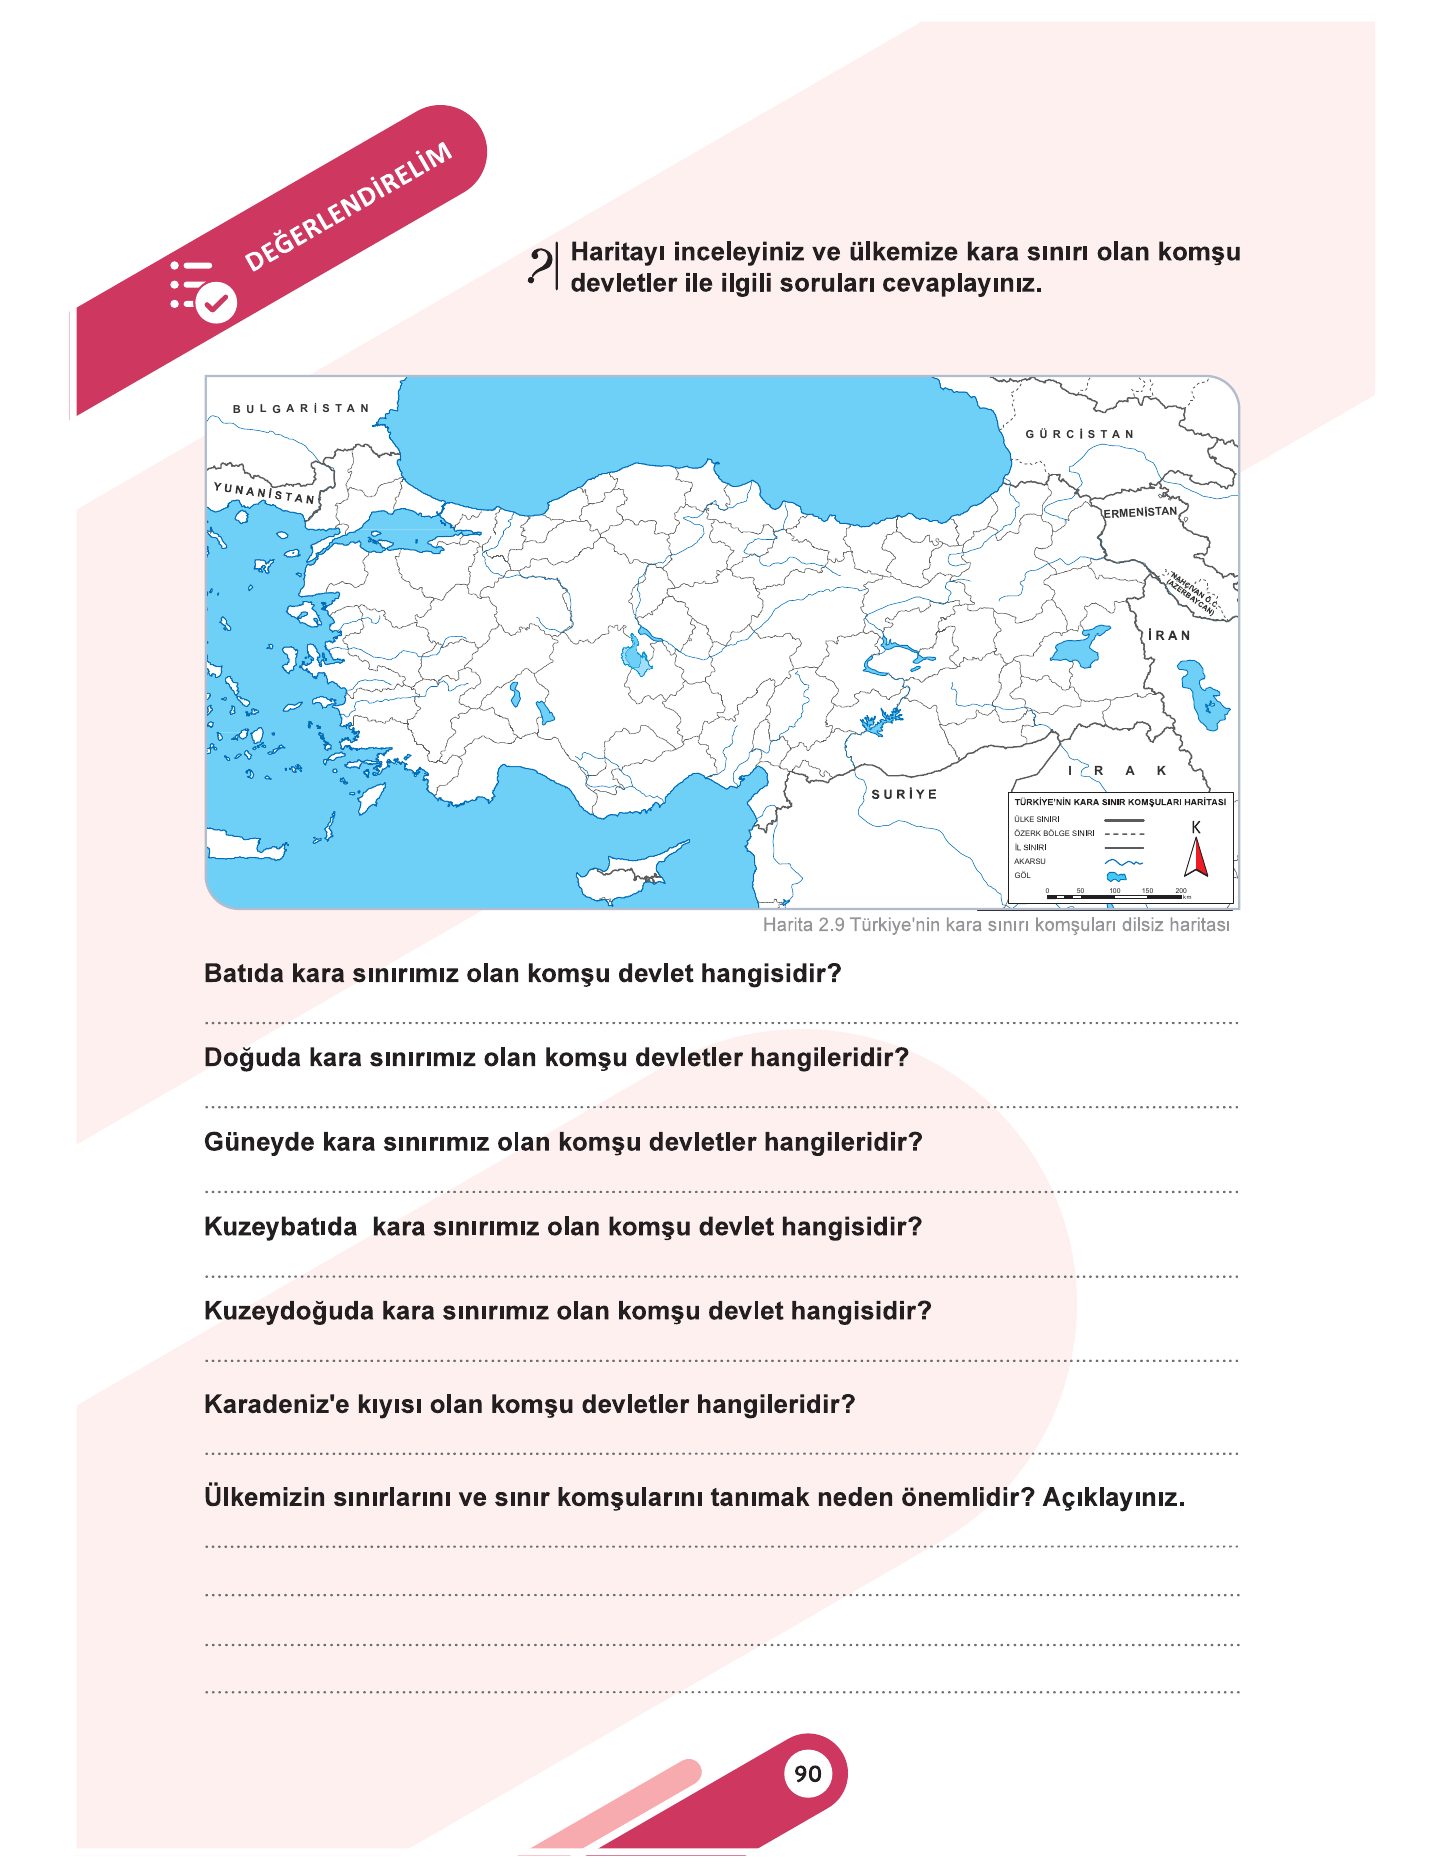 DEĞERLENDİRELİM
Haritayı inceleyiniz ve ülkemize kara sınırı olan komşu
devletler ile ilgili soruları cevaplayınız.
BULGARİSTAN
GÜRCİSTAN
YUNANİSTAN
ERMENİSTAN
NAHÇIVAN Ö.C.
(AZERBAYCAN)
İRAN
IRAK
SURİYE
TÜRKİYE'NİN KARA SINIR KOMŞULARI HARİTASI
ÜLKE SINIRI
ÖZERK BÖLGE SINIRI
İL SINIRI
AKARSU
GÖL
K
0 50 100 150 200
km
Harita 2.9 Türkiye'nin kara sınırı komşuları dilsiz haritası
Batıda kara sınırımız olan komşu devlet hangisidir?
Doğuda kara sınırımız olan komşu devletler hangileridir?
Güneyde kara sınırımız olan komşu devletler hangileridir?
Kuzeybatıda kara sınırımız olan komşu devlet hangisidir?
Kuzeydoğuda kara sınırımız olan komşu devlet hangisidir?
Karadeniz'e kıyısı olan komşu devletler hangileridir?
Ülkemizin sınırlarını ve sınır komşularını tanımak neden önemlidir? Açıklayınız.
90